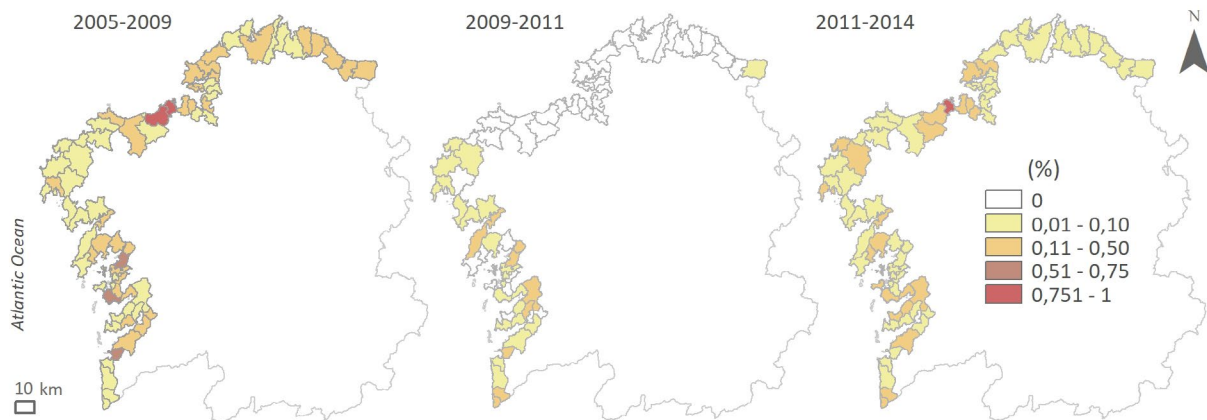 2005-2009
2009-2011
2011-2014
N
(%)
0
0,01 - 0,10
0,11 - 0,50
0,51 - 0,75
0,751 - 1
Atlantic Ocean
10 km